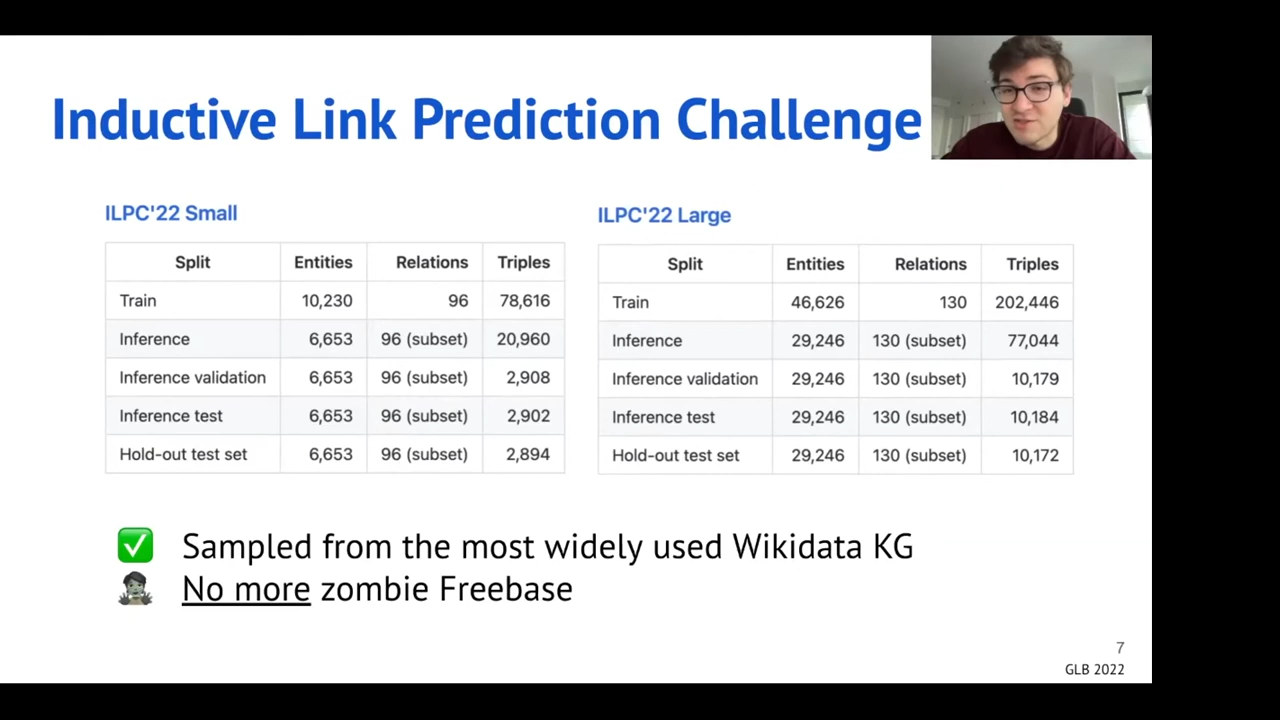 Inductive Link Prediction Challenge
ILPC'22 Small
Split Entities Relations Triples
Train 10,230 96 78,616
Inference 6,653 96 (subset) 20,960
Inference validation 6,653 96 (subset) 2,908
Inference test 6,653 96 (subset) 2,902
Hold-out test set 6,653 96 (subset) 2,894
ILPC'22 Large
Split Entities Relations Triples
Train 46,626 130 202,446
Inference 29,246 130 (subset) 77,044
Inference validation 29,246 130 (subset) 10,179
Inference test 29,246 130 (subset) 10,184
Hold-out test set 29,246 130 (subset) 10,172
Sampled from the most widely used Wikidata KG
No more zombie Freebase
7
GLB 2022